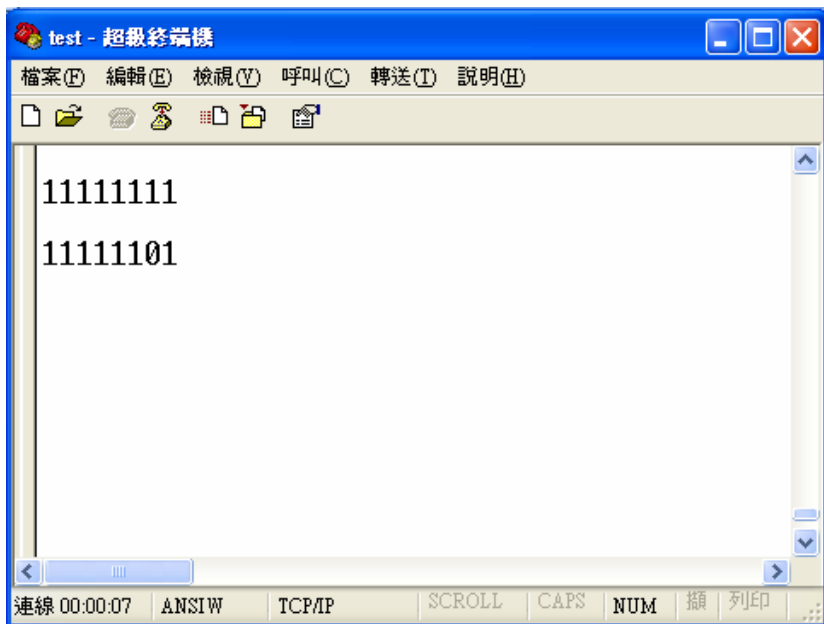 test - 超級終端機
檔案(F) 編輯(E) 檢視(V) 呼叫(C) 轉送(T) 說明(H)
11111111
11111101
連線 00:00:07 ANSIW TCP/IP SCROLL CAPS NUM 擷 列印